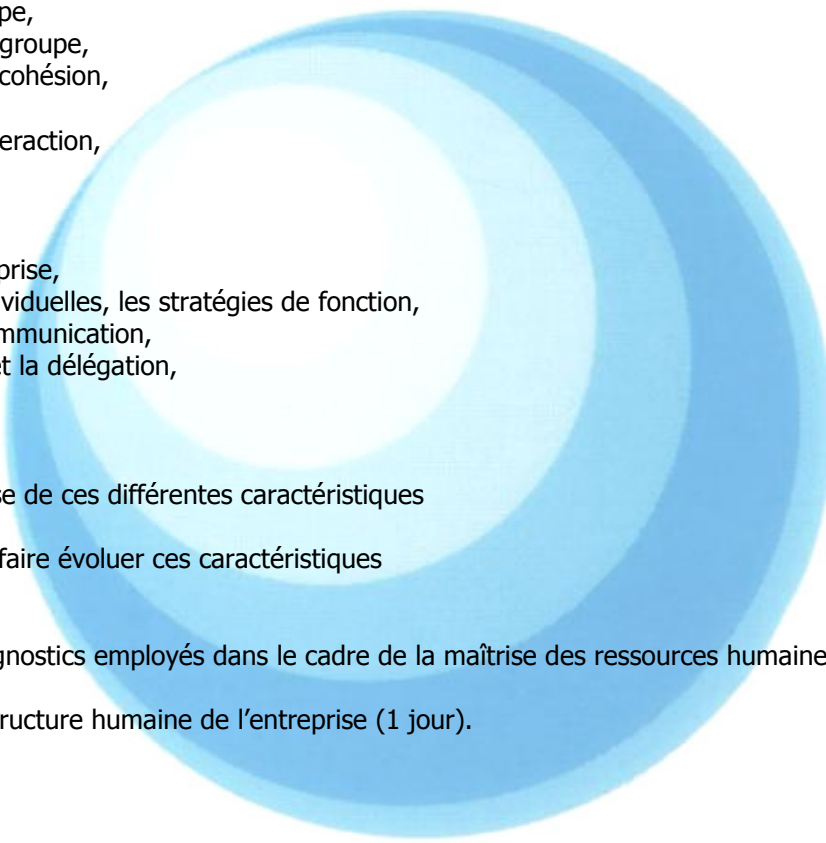 pe,
groupe,
cohésion,
eraction,
prise,
viduelles, les stratégies de fonction,
mmunication,
et la délégation,
se de ces différentes caractéristiques
faire évoluer ces caractéristiques
gnostics employés dans le cadre de la maîtrise des ressources humaine
tructure humaine de l’entreprise (1 jour).